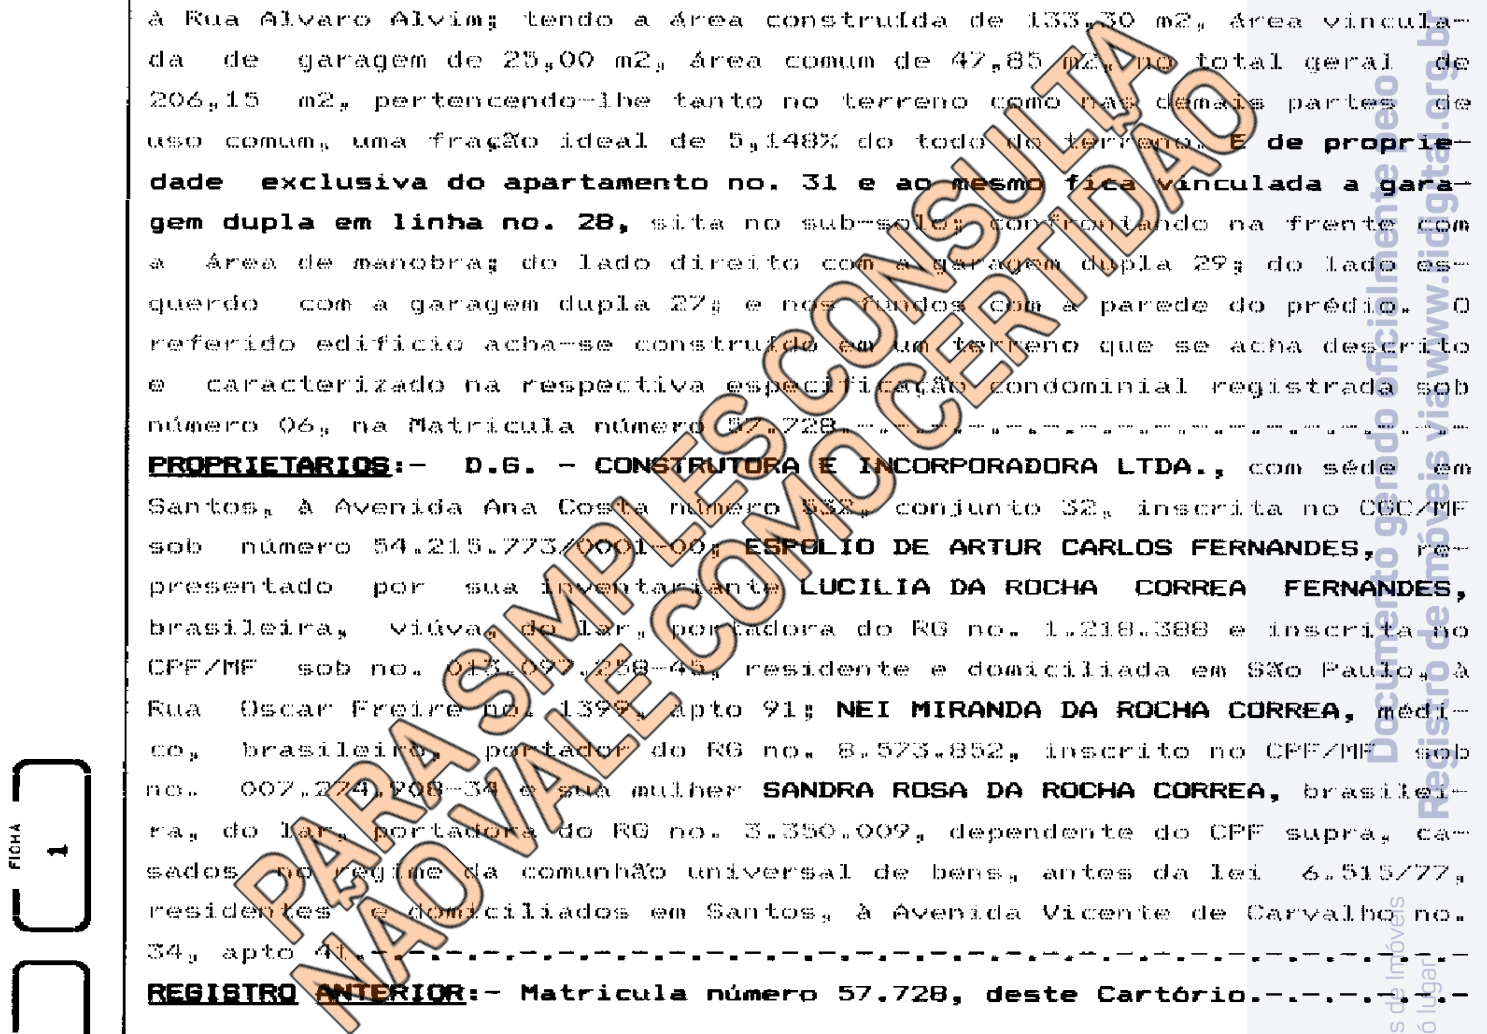 à Rua Alvaro Alvim; tendo a área construída de 133,30 m2, área vincula-
da de garagem de 25,00 m2, área comum de 47,85 m2, no total geral de
206,15 m2, pertencendo-lhe tanto no terreno como nas demais partes de
uso comum, uma fração ideal de 5,148% do todo do terreno. E de proprie-
dade exclusiva do apartamento no. 31 e ao mesmo fica vinculada a gara-
gem dupla em linha no. 28, sita no sub-solo; confrontando na frente com
a área de manobra; do lado direito com a garagem dupla 29; do lado es-
querdo com a garagem dupla 27; e nos fundos com a parede do prédio. O
referido edificio acha-se construído em um terreno que se acha descrito
e caracterizado na respectiva especificação condominial registrada sob
número 06, na Matricula número 57.728.-.-.-.-.-.-.-.-.-.-.-.-.-.-.-.-.-
PROPRIETARIOS:- D.G. - CONSTRUTORA E INCORPORADORA LTDA., com séde em
Santos, à Avenida Ana Costa número 532, conjunto 32, inscrita no CGC/MF
sob número 54.215.773/0001-00; ESPOLIO DE ARTUR CARLOS FERNANDES, re-
presentado por sua inventariante LUCILIA DA ROCHA CORREA FERNANDES,
brasileira, viúva, do lar, portadora do RG no. 1.218.388 e inscrita no
CPF/MF sob no. 013.097.258-45, residente e domiciliada em São Paulo, à
Rua Oscar Freire no. 1399, apto 91; NEI MIRANDA DA ROCHA CORREA, médi-
co, brasileiro, portador do RG no. 8.573.852, inscrito no CPF/MF sob
no. 007.274.908-34 e sua mulher SANDRA ROSA DA ROCHA CORREA, brasilei-
ra, do lar, portadora do RG no. 3.350.009, dependente do CPF supra, ca-
sados no regime da comunhão universal de bens, antes da lei 6.515/77,
residentes e domiciliados em Santos, à Avenida Vicente de Carvalho no.
34, apto 41.-.-.-.-.-.-.-.-.-.-.-.-.-.-.-.-.-.-.-.-.-.-.-.-.-.-.-.-.-.-
REGISTRO ANTERIOR:- Matricula número 57.728, deste Cartório.-.-.-.-.-.-
PARA SIMPLES CONSULTA
NÃO VALE COMO CERTIDÃO
FICHA
1
Documento gerado oficialmente pelo
Registro de Imóveis via www.ridigital.org.br
s de Imóveis
ó lugar